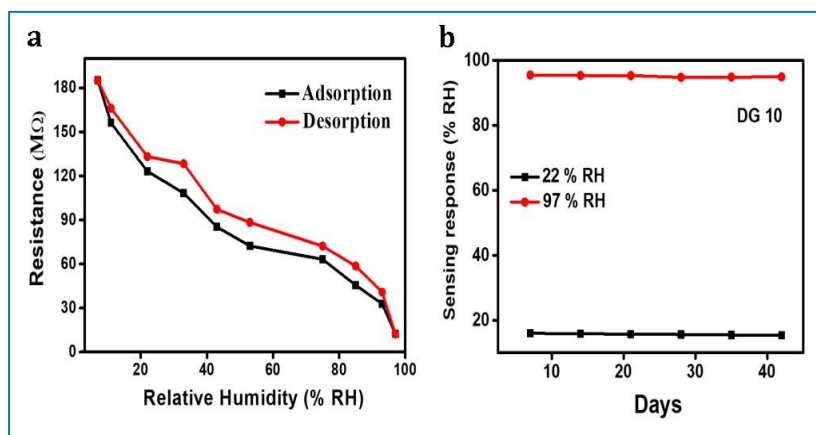 a
Resistance (MΩ)
180
150
120
90
60
30
0
Adsorption
Desorption
20 40 60 80 100
Relative Humidity (% RH)
b
Sensing response (% RH)
100
80
60
40
20
DG 10
22 % RH
97 % RH
10 20 30 40
Days